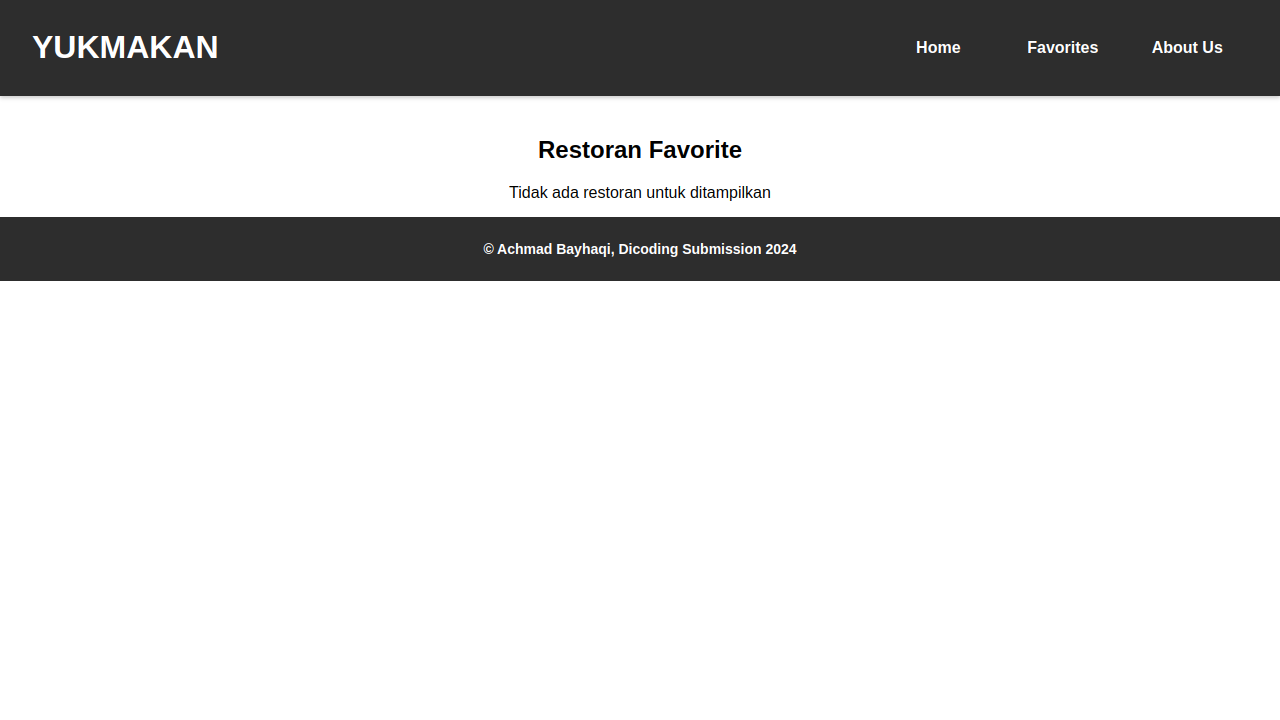 YUKMAKAN
Home Favorites About Us
Restoran Favorite
Tidak ada restoran untuk ditampilkan
© Achmad Bayhaqi, Dicoding Submission 2024